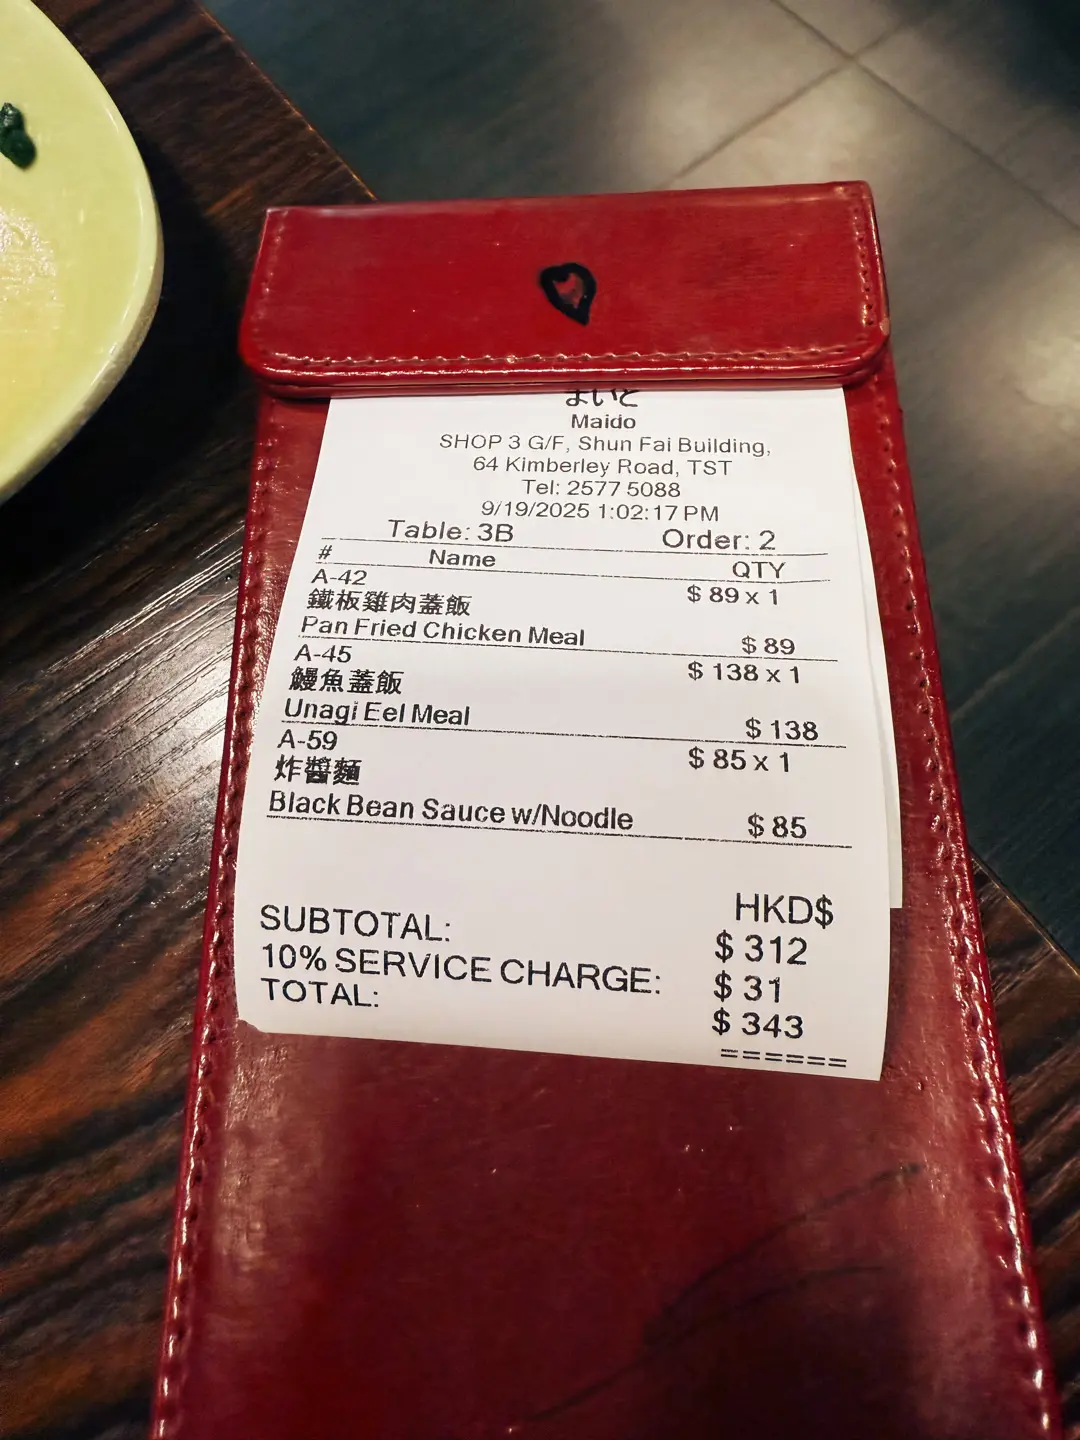 まいど
Maido
SHOP 3 G/F, Shun Fai Building,
64 Kimberley Road, TST
Tel: 2577 5088
9/19/2025 1:02:17 PM
Table: 3B Order: 2
# Name QTY
A-42 $ 89 x 1
鐵板雞肉蓋飯
Pan Fried Chicken Meal $ 89
A-45 $ 138 x 1
鰻魚蓋飯
Unagi Eel Meal $ 138
A-59 $ 85 x 1
炸醬麵
Black Bean Sauce w/Noodle $ 85
HKD$
SUBTOTAL: $ 312
10% SERVICE CHARGE: $ 31
TOTAL: $ 343
======